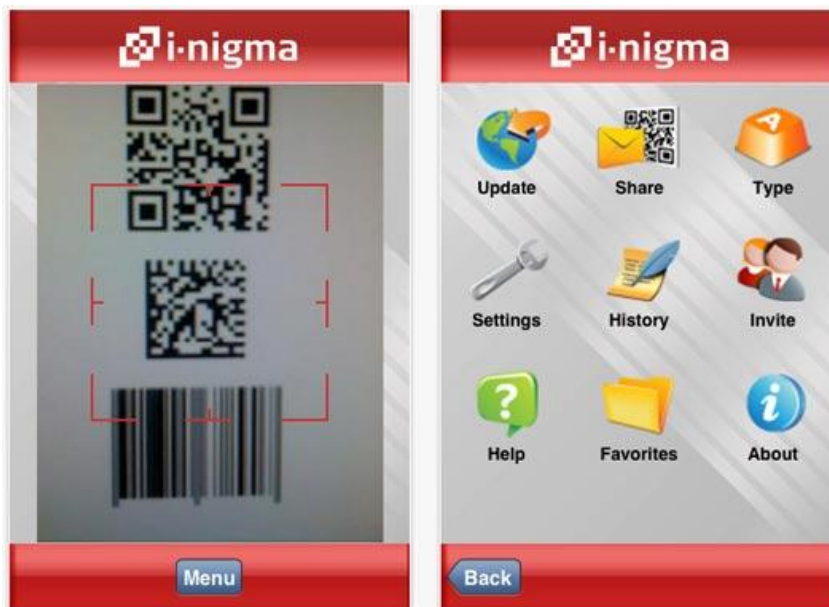 i-nigma
Menu
i-nigma
Update Share Type
A
Settings History Invite
Help Favorites About
Back